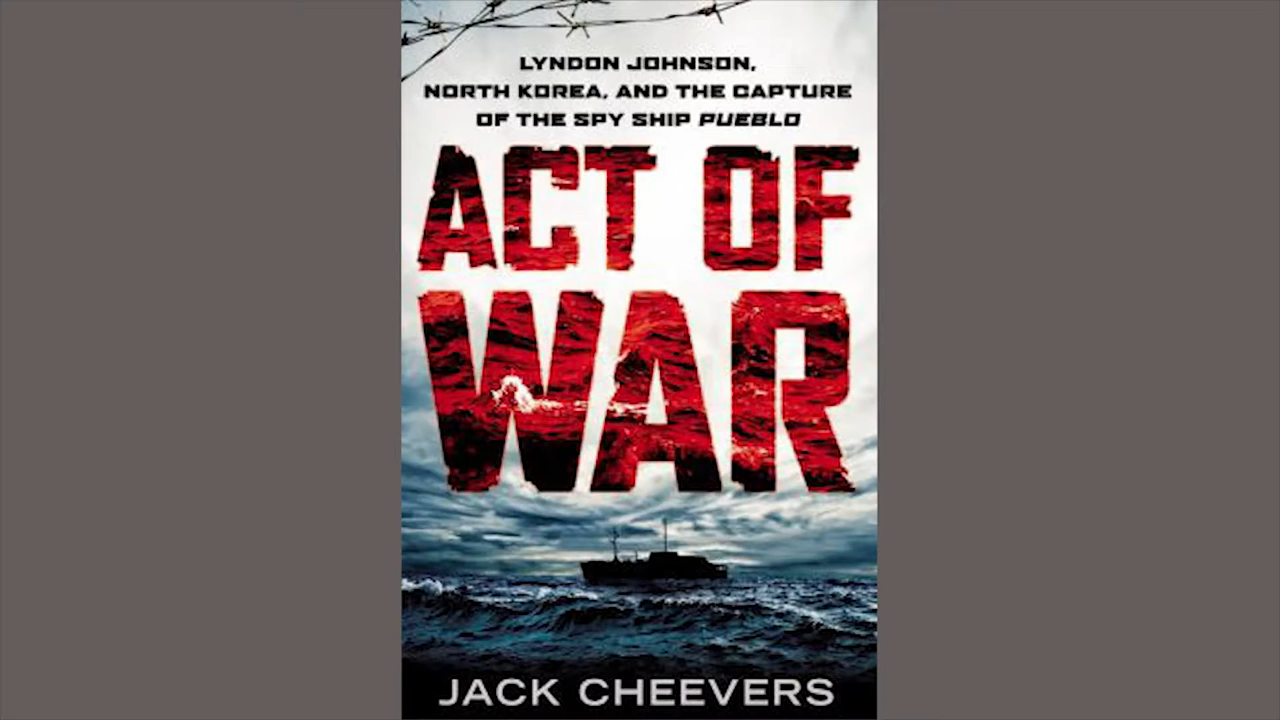 LYNDON JOHNSON,
NORTH KOREA, AND THE CAPTURE
OF THE SPY SHIP PUEBLO
ACT OF
WAR
JACK CHEEVERS